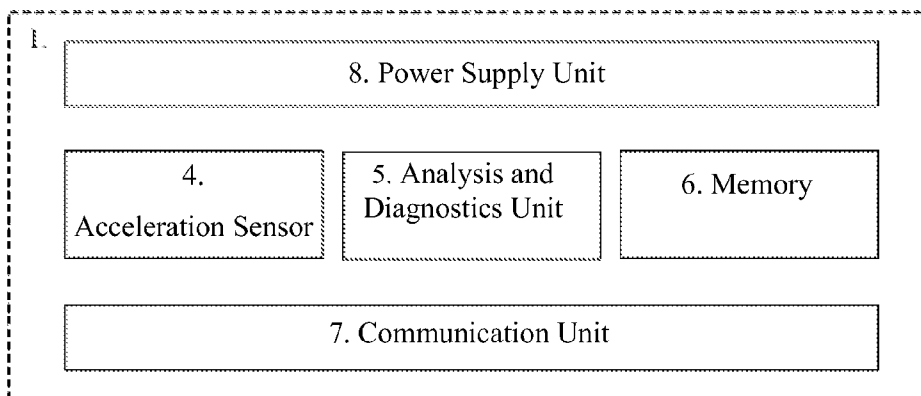 1.
8. Power Supply Unit
4.
Acceleration Sensor
5. Analysis and
Diagnostics Unit
6. Memory
7. Communication Unit